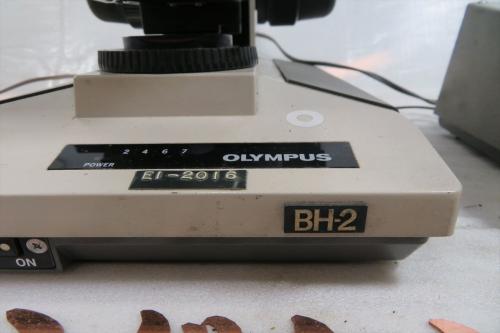 2 4 6 7
POWER
OLYMPUS
EI-2016
BH-2
ON